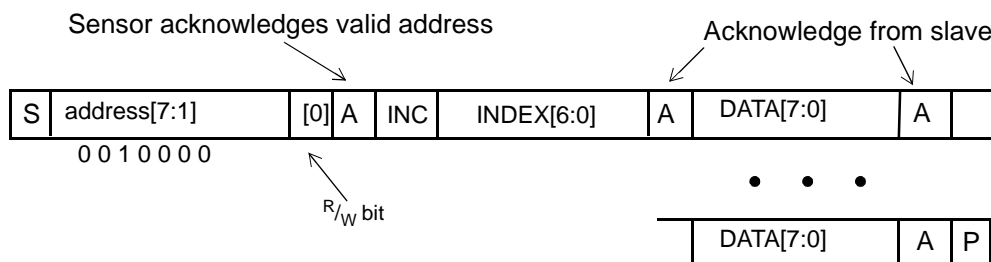 Sensor acknowledges valid address
Acknowledge from slave
S address[7:1] [0] A INC INDEX[6:0] A DATA[7:0] A
0 0 1 0 0 0 0
R/W bit
DATA[7:0] A P